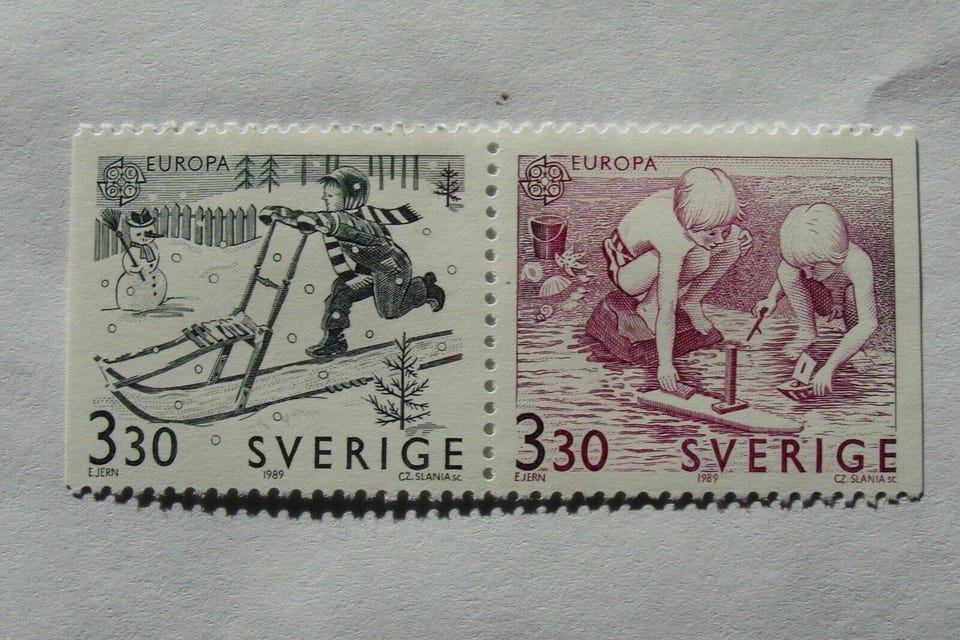 EUROPA
3 30 SVERIGE
E.JERN 1989 CZ. SLANIA sc.
EUROPA
3 30 SVERIGE
E.JERN 1989 CZ. SLANIA sc.